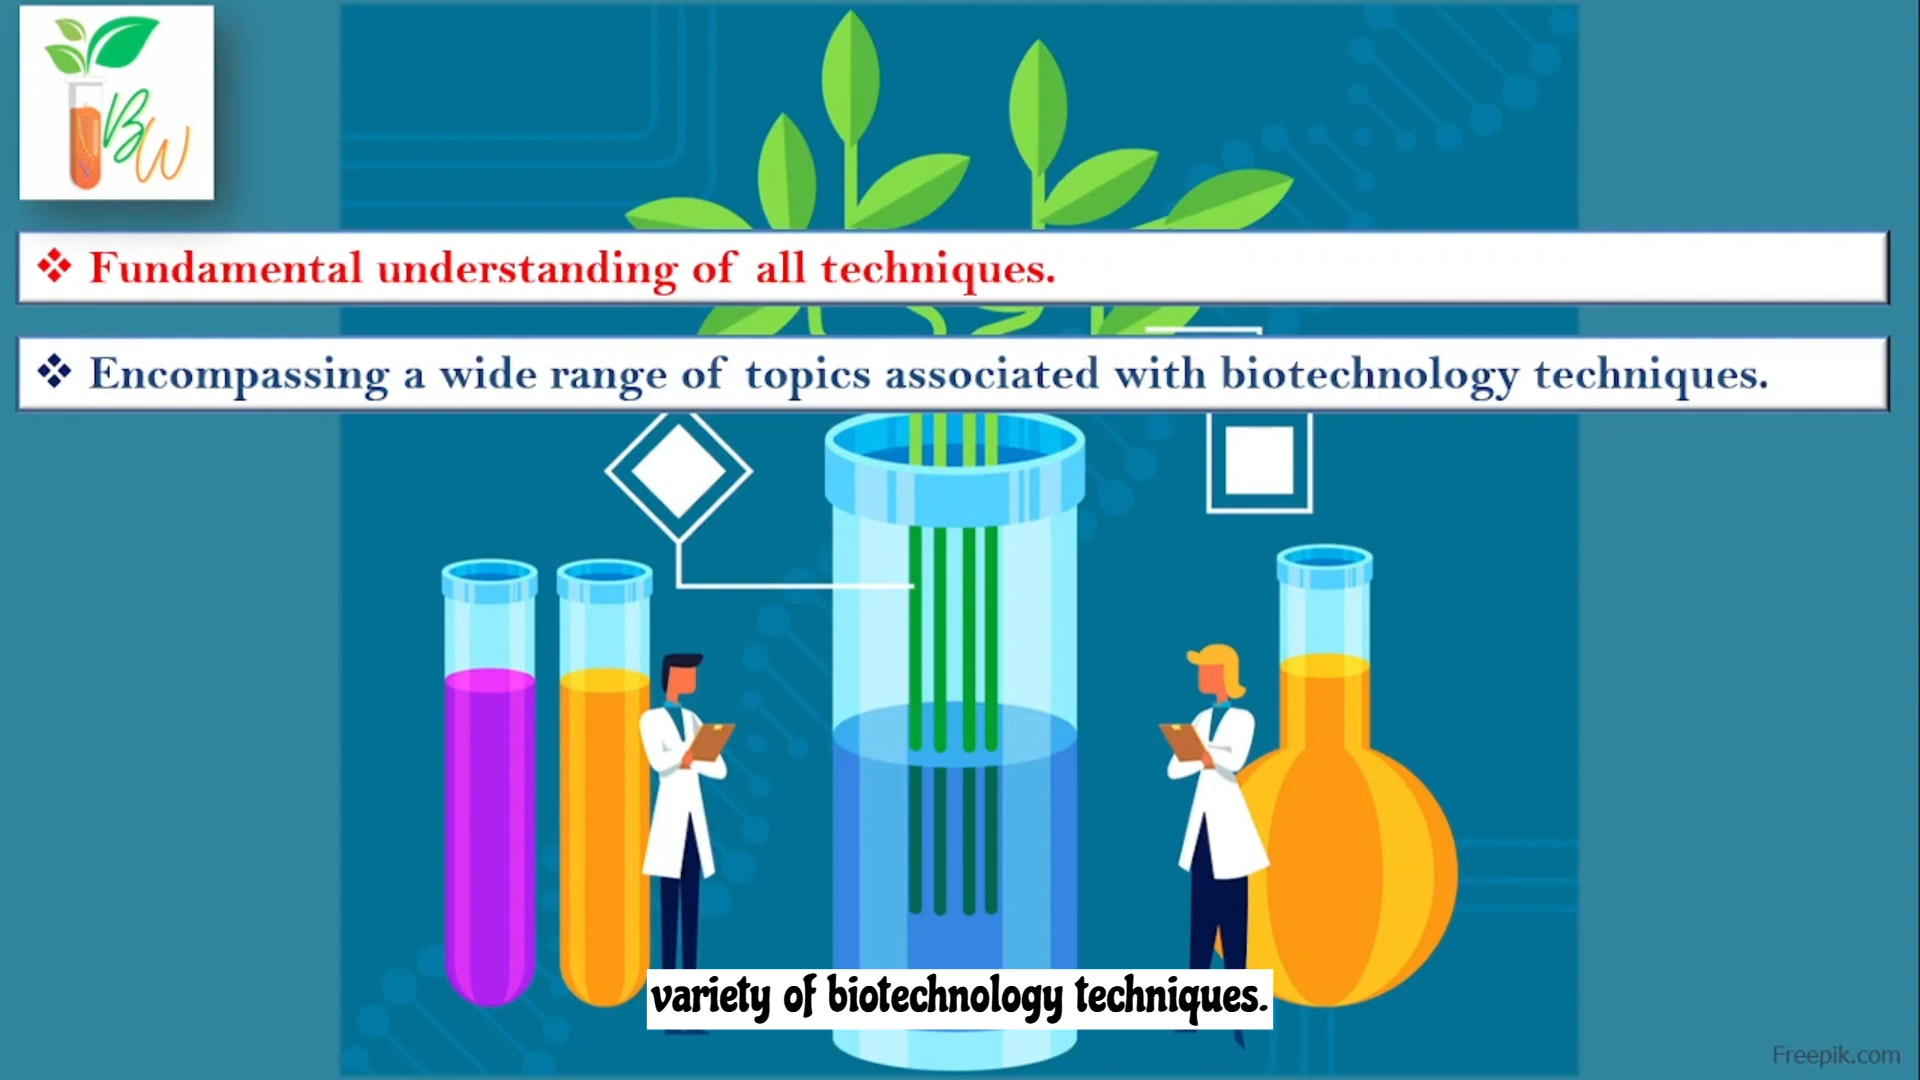 BW
Fundamental understanding of all techniques.
Encompassing a wide range of topics associated with biotechnology techniques.
variety of biotechnology techniques.
Freepik.com